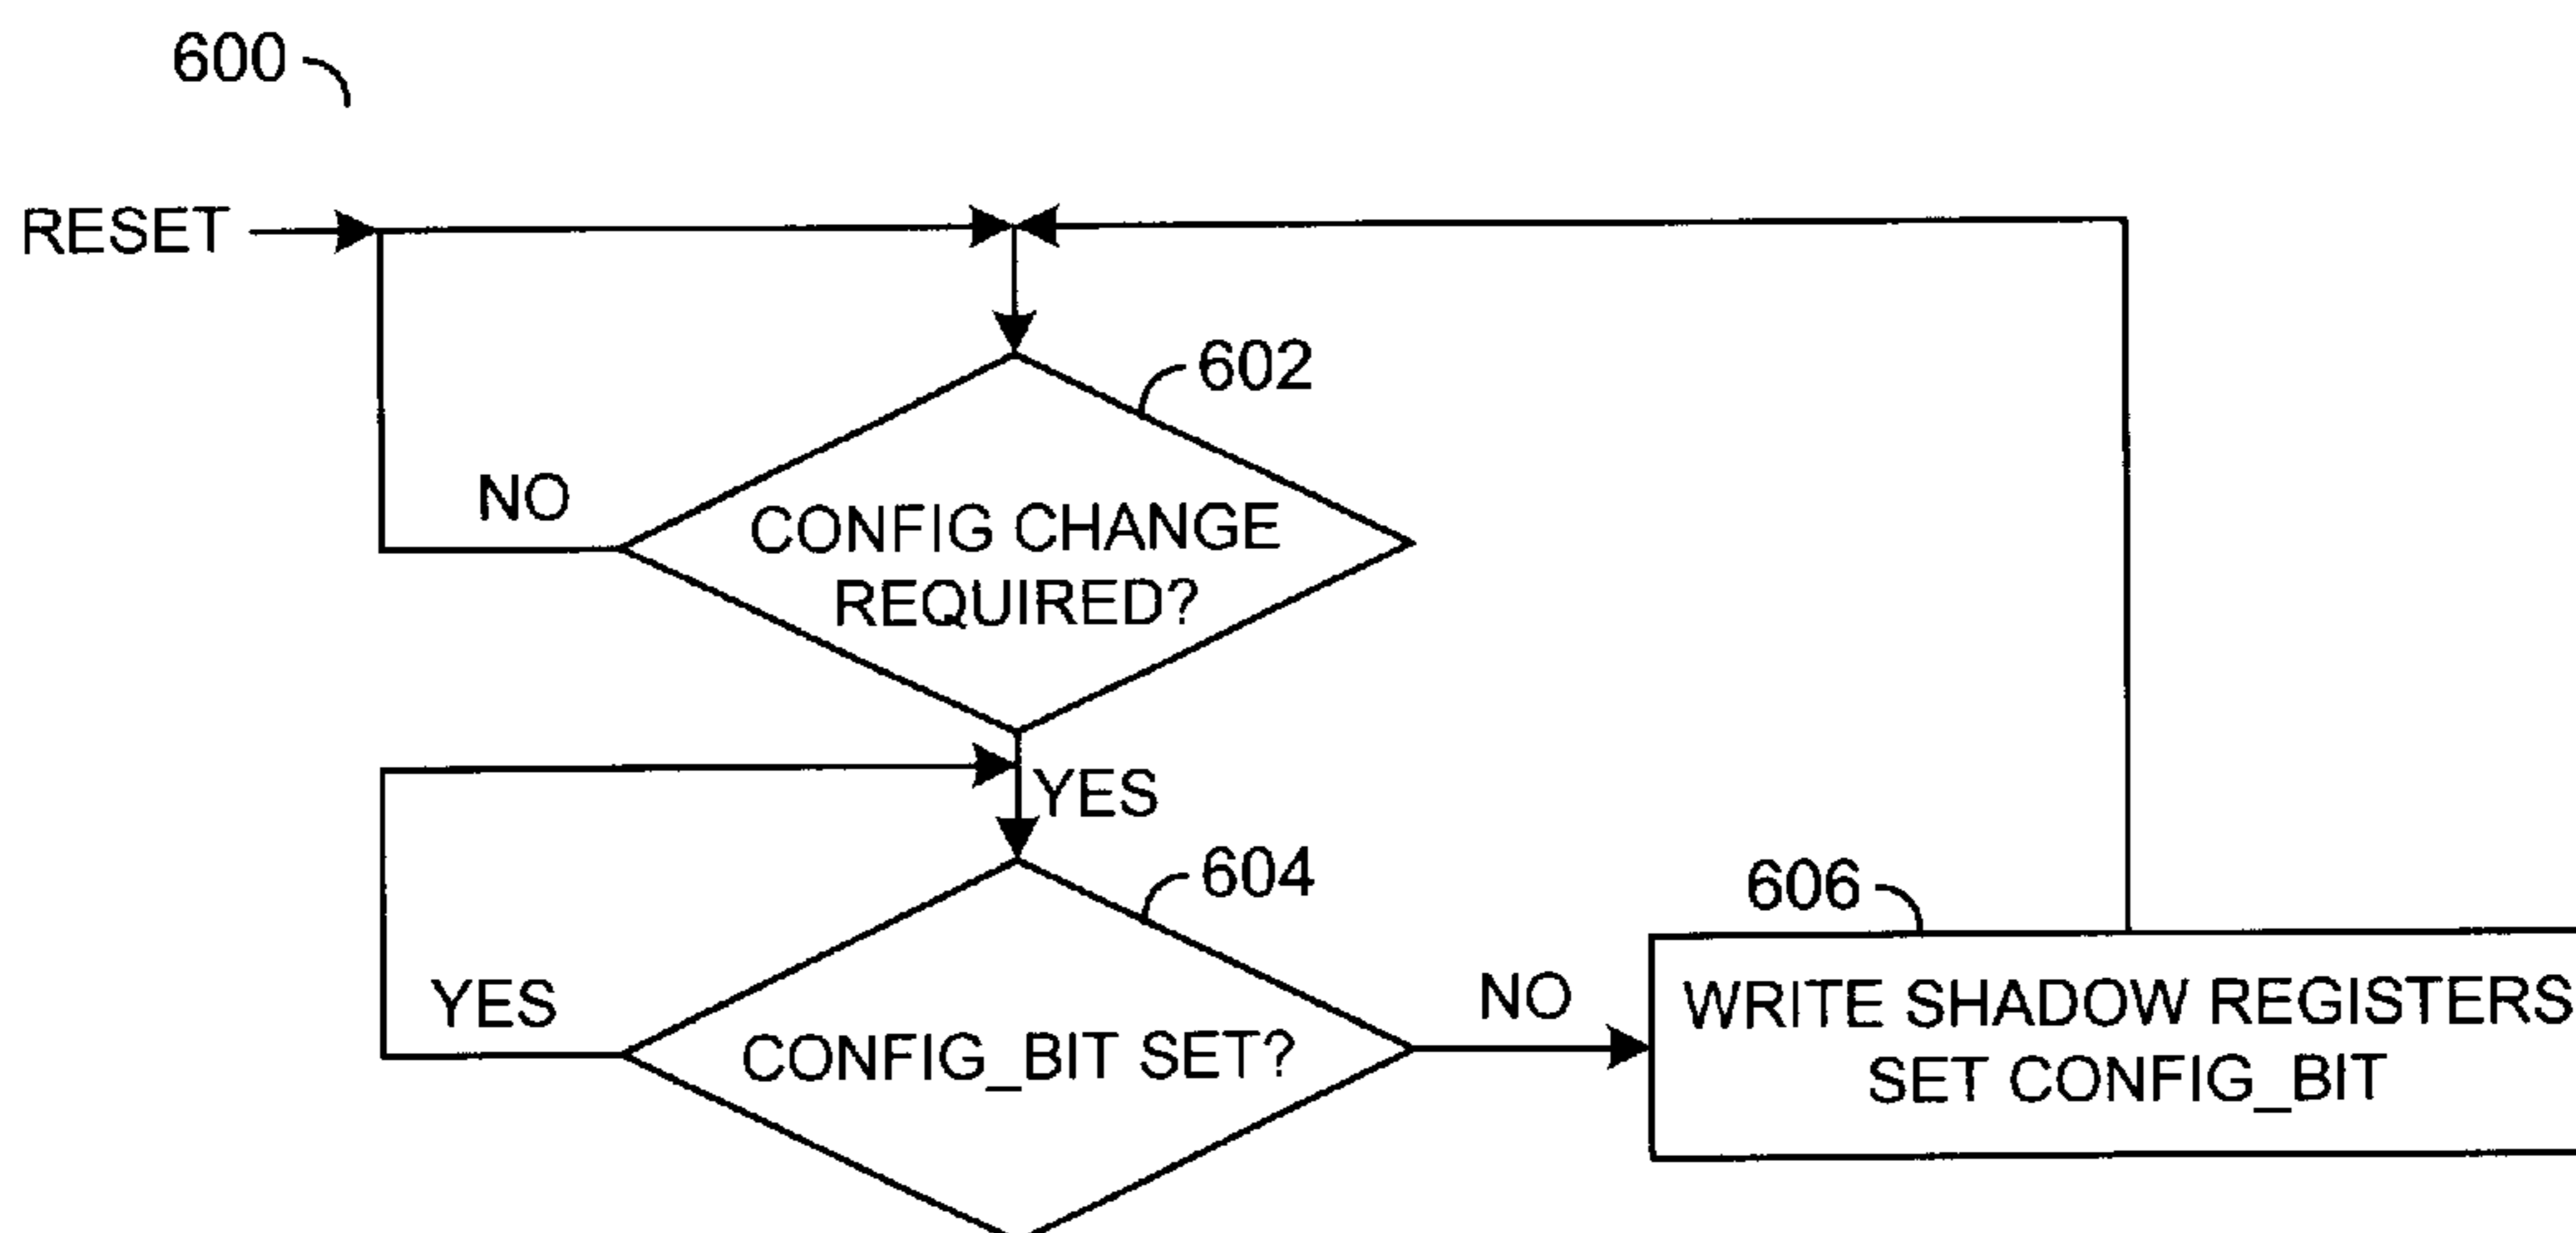 600
RESET
602
NO
CONFIG CHANGE
REQUIRED?
YES
604
606
YES
CONFIG_BIT SET?
NO
WRITE SHADOW REGISTERS
SET CONFIG_BIT